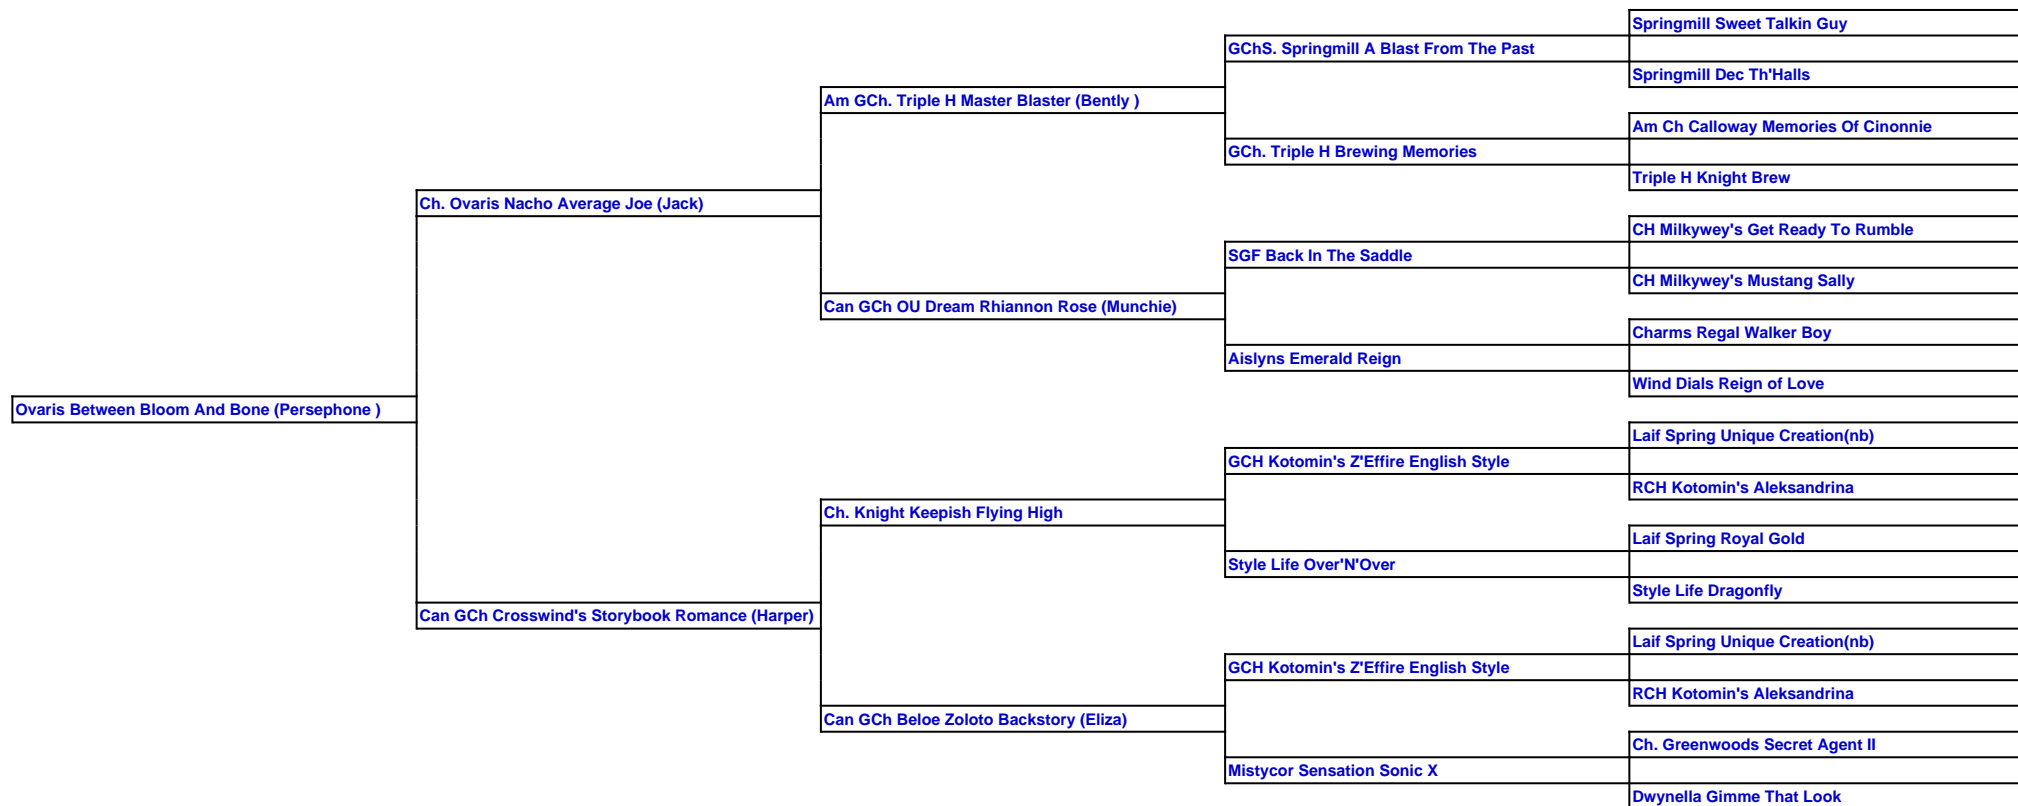 Springmill Sweet Talkin Guy
GChS. Springmill A Blast From The Past
Springmill Dec Th'Halls
Am GCh. Triple H Master Blaster (Bently )
Am Ch Calloway Memories Of Cinonnie
GCh. Triple H Brewing Memories
Triple H Knight Brew
Ch. Ovaris Nacho Average Joe (Jack)
CH Milkywey's Get Ready To Rumble
SGF Back In The Saddle
CH Milkywey's Mustang Sally
Can GCh OU Dream Rhiannon Rose (Munchie)
Charms Regal Walker Boy
Aislyns Emerald Reign
Wind Dials Reign of Love
Ovaris Between Bloom And Bone (Persephone )
Laif Spring Unique Creation(nb)
GCH Kotomin's Z'Effire English Style
RCH Kotomin's Aleksandrina
Ch. Knight Keepish Flying High
Laif Spring Royal Gold
Style Life Over'N'Over
Style Life Dragonfly
Can GCh Crosswind's Storybook Romance (Harper)
Laif Spring Unique Creation(nb)
GCH Kotomin's Z'Effire English Style
RCH Kotomin's Aleksandrina
Can GCh Beloe Zoloto Backstory (Eliza)
Ch. Greenwoods Secret Agent II
Mistycor Sensation Sonic X
Dwynella Gimme That Look